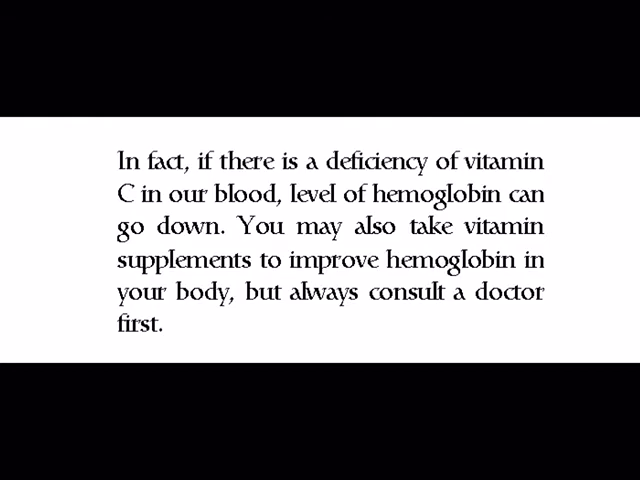 In fact, if there is a deficiency of vitamin
C in our blood, level of hemoglobin can
go down. You may also take vitamin
supplements to improve hemoglobin in
your body, but always consult a doctor
first.